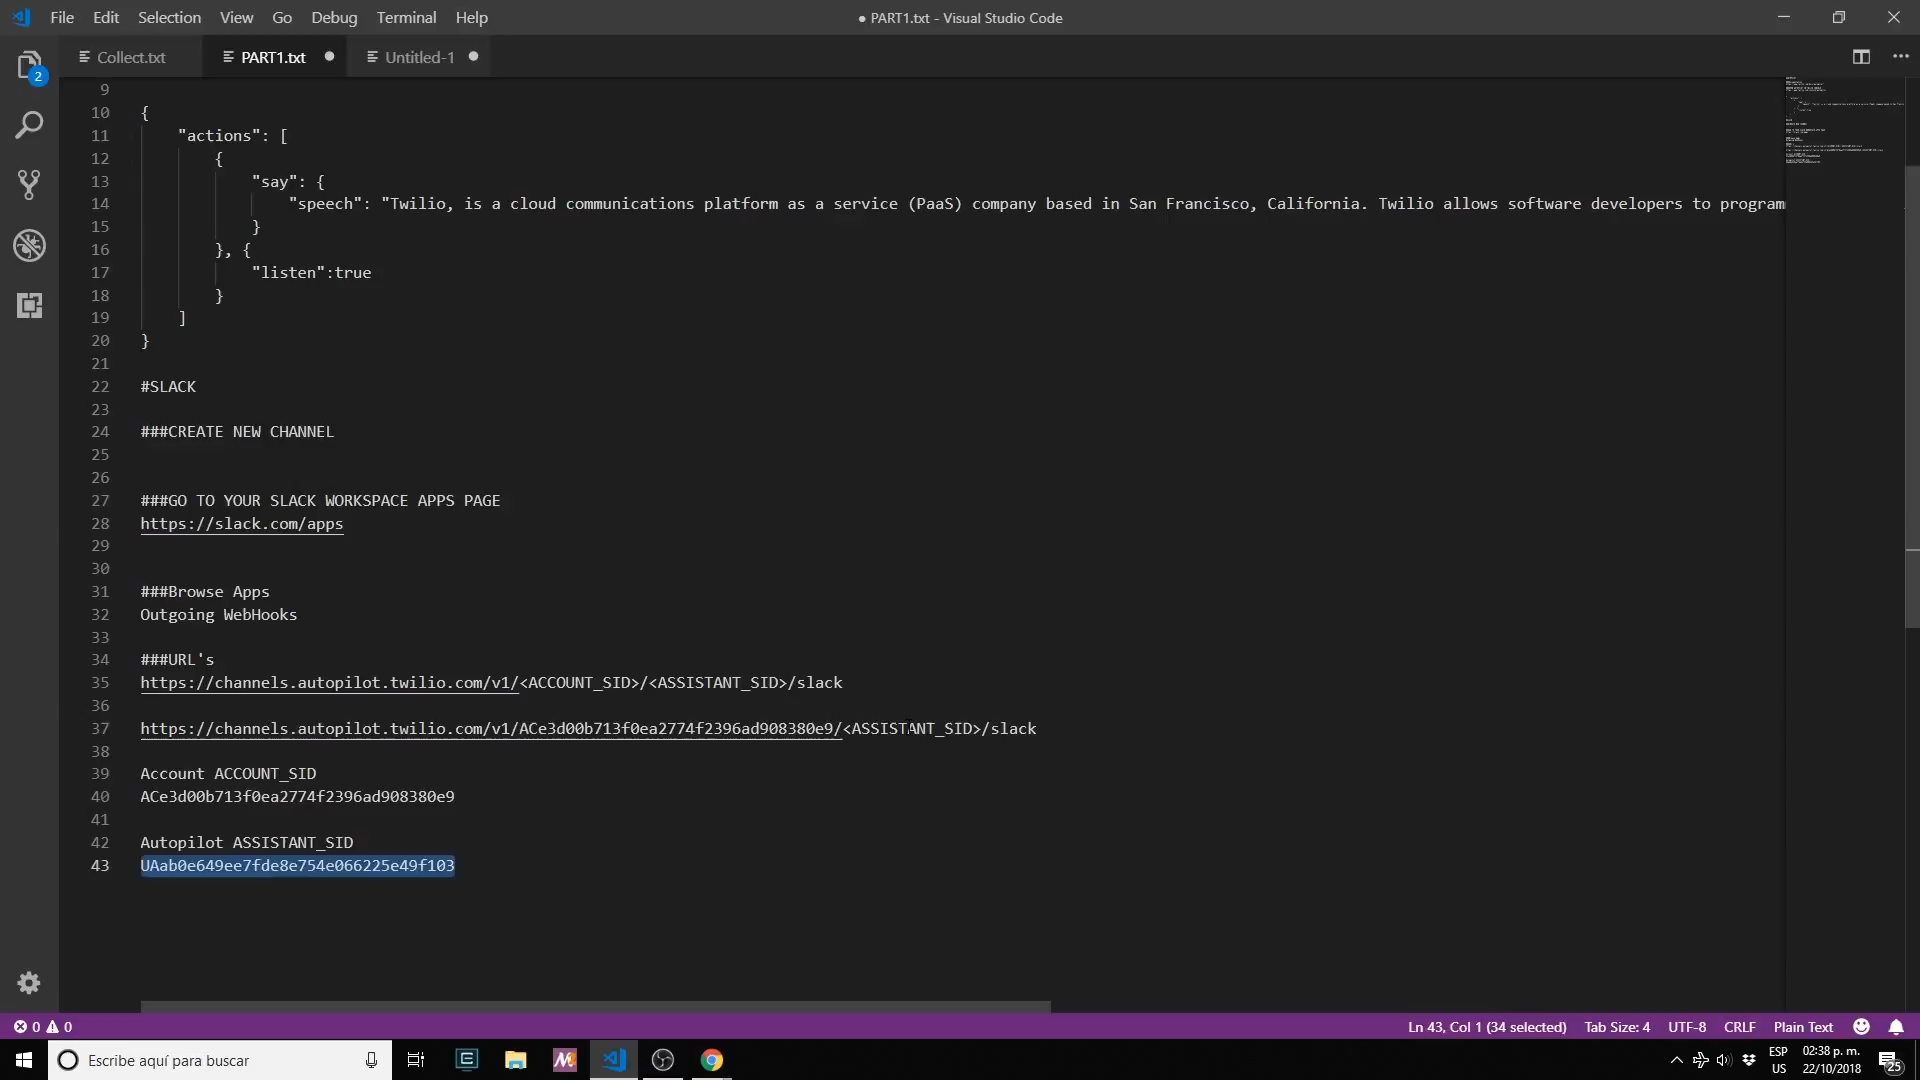 File Edit Selection View Go Debug Terminal Help
● PART1.txt - Visual Studio Code
Collect.txt
PART1.txt
Untitled-1
2
9
10 {
11 "actions": [
12 {
13 "say": {
14 "speech": "Twilio, is a cloud communications platform as a service (PaaS) company based in San Francisco, California. Twilio allows software developers to program
15 }
16 }, {
17 "listen":true
18 }
19 ]
20 }
21
22 #SLACK
23
24 ###CREATE NEW CHANNEL
25
26
27 ###GO TO YOUR SLACK WORKSPACE APPS PAGE
28 https://slack.com/apps
29
30
31 ###Browse Apps
32 Outgoing WebHooks
33
34 ###URL's
35 https://channels.autopilot.twilio.com/v1/<ACCOUNT_SID>/<ASSISTANT_SID>/slack
36
37 https://channels.autopilot.twilio.com/v1/ACe3d00b713f0ea2774f2396ad908380e9/<ASSISTANT_SID>/slack
38
39 Account ACCOUNT_SID
40 ACe3d00b713f0ea2774f2396ad908380e9
41
42 Autopilot ASSISTANT_SID
43 UAab0e649ee7fde8e754e066225e49f103
0 0
Ln 43, Col 1 (34 selected) Tab Size: 4 UTF-8 CRLF Plain Text
Escribe aquí para buscar
ESP
US
02:38 p. m.
22/10/2018
25